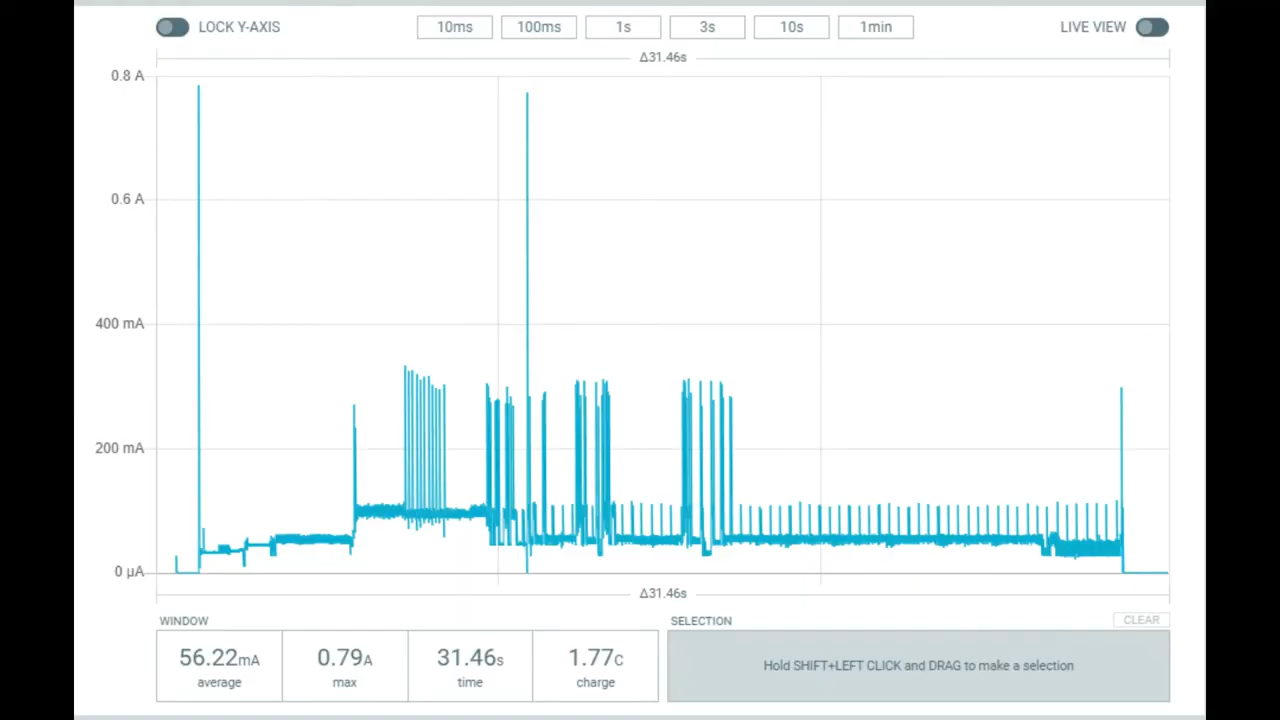 LOCK Y-AXIS 10ms 100ms 1s 3s 10s 1min LIVE VIEW
Δ31.46s
0.8 A
0.6 A
400 mA
200 mA
0 µA
Δ31.46s
WINDOW SELECTION CLEAR
56.22mA 0.79A 31.46s 1.77C
average max time charge
Hold SHIFT+LEFT CLICK and DRAG to make a selection